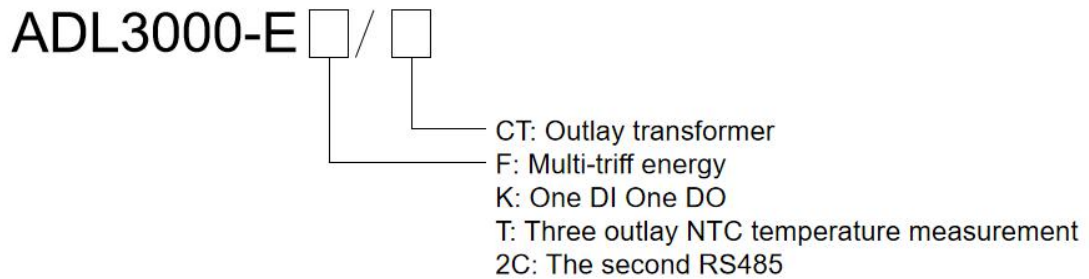 ADL3000-E □/□
CT: Outlay transformer
F: Multi-triff energy
K: One DI One DO
T: Three outlay NTC temperature measurement
2C: The second RS485